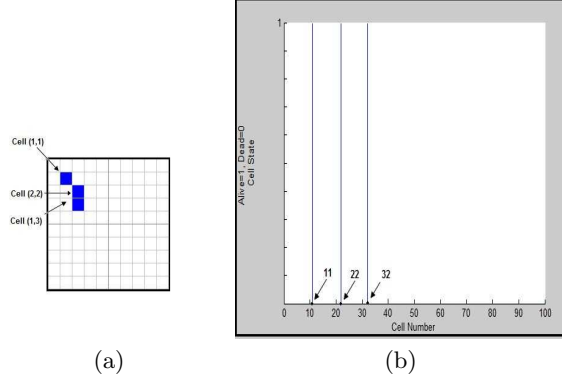 Cell (1,1)
Cell (2,2)
Cell (1,3)
(a)
Alive=1, Dead=0
Cell State
1
0
11
22
32
0 10 20 30 40 50 60 70 80 90 100
Cell Number
(b)